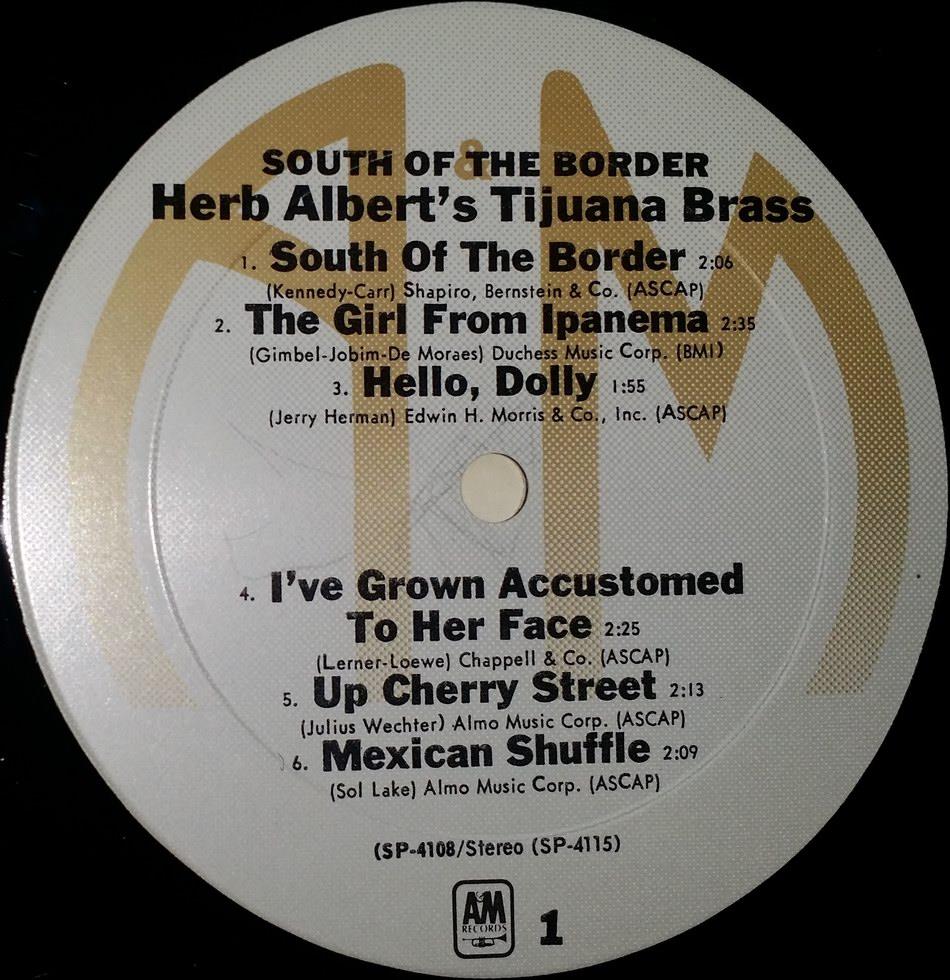 &
SOUTH OF THE BORDER
Herb Albert's Tijuana Brass
1. South Of The Border 2:06
(Kennedy-Carr) Shapiro, Bernstein & Co. (ASCAP)
2. The Girl From Ipanema 2:35
(Gimbel-Jobim-De Moraes) Duchess Music Corp. (BMI)
3. Hello, Dolly 1:55
(Jerry Herman) Edwin H. Morris & Co., Inc. (ASCAP)
4. I've Grown Accustomed
To Her Face 2:25
(Lerner-Loewe) Chappell & Co. (ASCAP)
5. Up Cherry Street 2:13
(Julius Wechter) Almo Music Corp. (ASCAP)
6. Mexican Shuffle 2:09
(Sol Lake) Almo Music Corp. (ASCAP)
(SP-4108/Stereo (SP-4115)
A&M
RECORDS
1